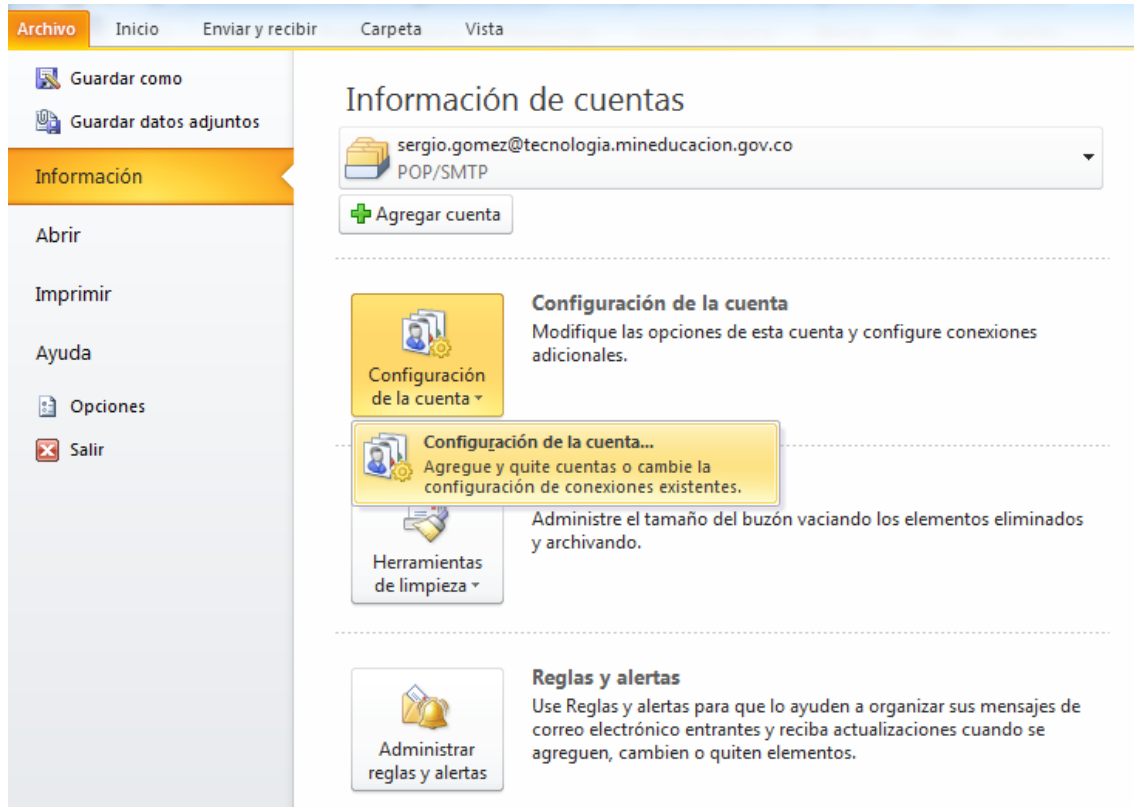 Archivo Inicio Enviar y recibir Carpeta Vista
Guardar como
Guardar datos adjuntos
Información
Abrir
Imprimir
Ayuda
Opciones
Salir
Información de cuentas
sergio.gomez@tecnologia.mineducacion.gov.co
POP/SMTP
Agregar cuenta
Configuración
de la cuenta
Configuración de la cuenta
Modifique las opciones de esta cuenta y configure conexiones
adicionales.
Configuración de la cuenta...
Agregue y quite cuentas o cambie la
configuración de conexiones existentes.
Herramientas
de limpieza
Administre el tamaño del buzón vaciando los elementos eliminados
y archivando.
Administrar
reglas y alertas
Reglas y alertas
Use Reglas y alertas para que lo ayuden a organizar sus mensajes de
correo electrónico entrantes y reciba actualizaciones cuando se
agreguen, cambien o quiten elementos.